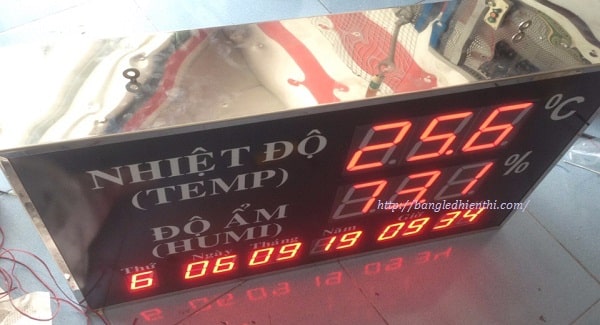 NHIỆT ĐỘ
(TEMP)
25.6 °C
ĐỘ ẨM
(HUMI)
73.1 %
http://bangledhienthi.com/
Thứ Ngày Tháng Năm Giờ
6 06 09 19 09 34